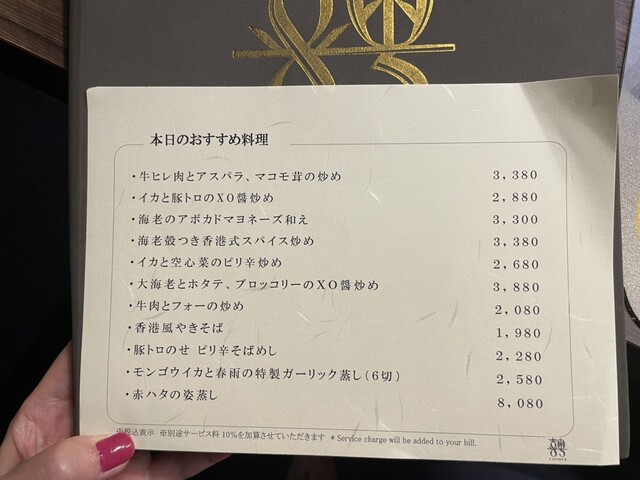 本日のおすすめ料理
・牛ヒレ肉とアスパラ、マコモ茸の炒め 3,380
・イカと豚トロのXO醤炒め 2,880
・海老のアボカドマヨネーズ和え 3,300
・海老殻つき香港式スパイス炒め 3,380
・イカと空心菜のピリ辛炒め 2,680
・大海老とホタテ、ブロッコリーのXO醤炒め 3,880
・牛肉とフォーの炒め 2,080
・香港風やきそば 1,980
・豚トロのせ ピリ辛そばめし 2,280
・モンゴウイカと春雨の特製ガーリック蒸し(6切) 2,580
・赤ハタの姿蒸し 8,080
※税込表示 ※別途サービス料10%を加算させていただきます * Service charge will be added to your bill.